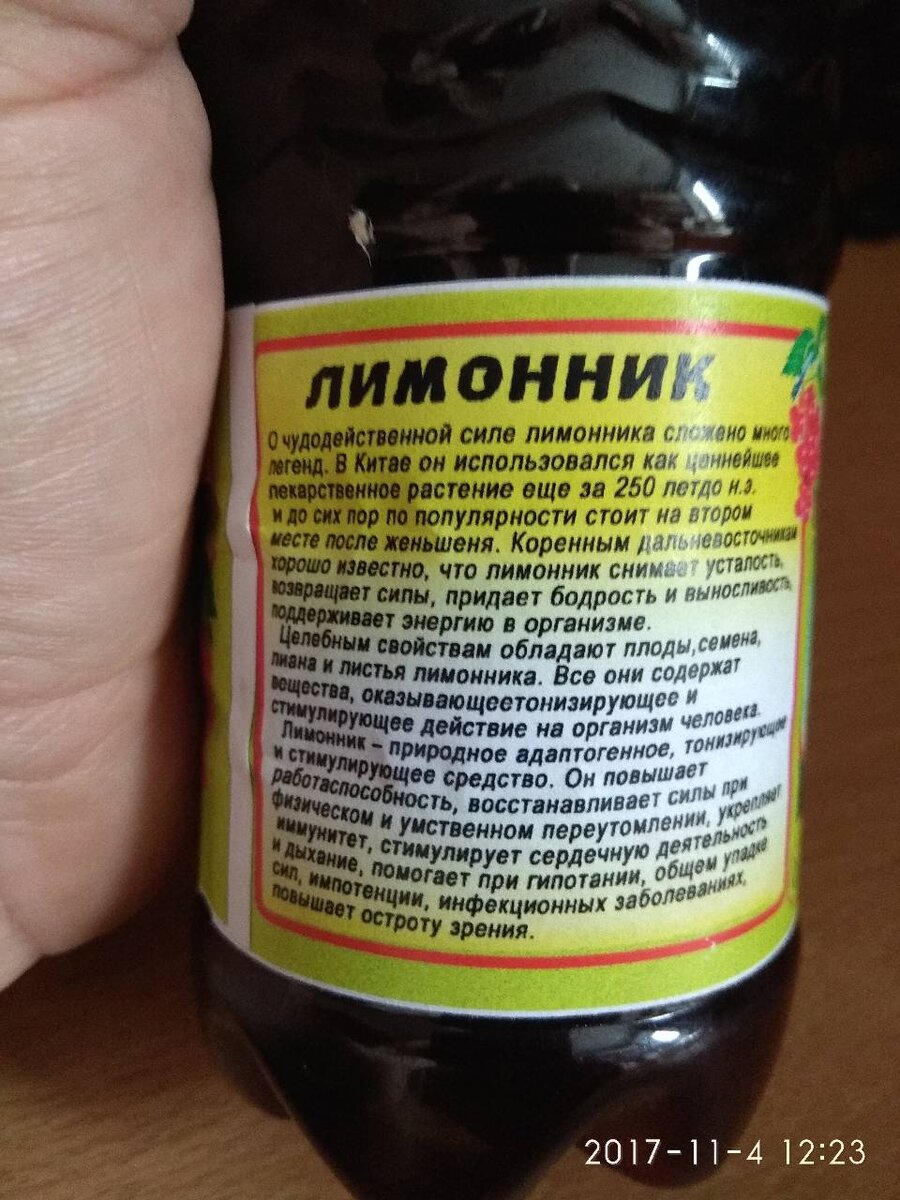 ЛИМОННИК
О чудодейственной силе лимонника сложено много
легенд. В Китае он использовался как ценнейшее
лекарственное растение еще за 250 летдо н.э.
и до сих пор по популярности стоит на втором
месте после женьшеня. Коренным дальневосточникам
хорошо известно, что лимонник снимает усталость,
возвращает силы, придает бодрость и выносливость,
поддерживает энергию в организме.
Целебным свойствам обладают плоды,семена,
лиана и листья лимонника. Все они содержат
вещества, оказывающеетонизирующее и
стимулирующее действие на организм человека.
Лимонник – природное адаптогенное, тонизирующее
и стимулирующее средство. Он повышает
работаспособность, восстанавливает силы при
физическом и умственном переутомлении, укрепляет
иммунитет, стимулирует сердечную деятельность
и дыхание, помогает при гипотании, общем упадке
сил, импотенции, инфекционных заболеваниях,
повышает остроту зрения.
2017-11-4 12:23